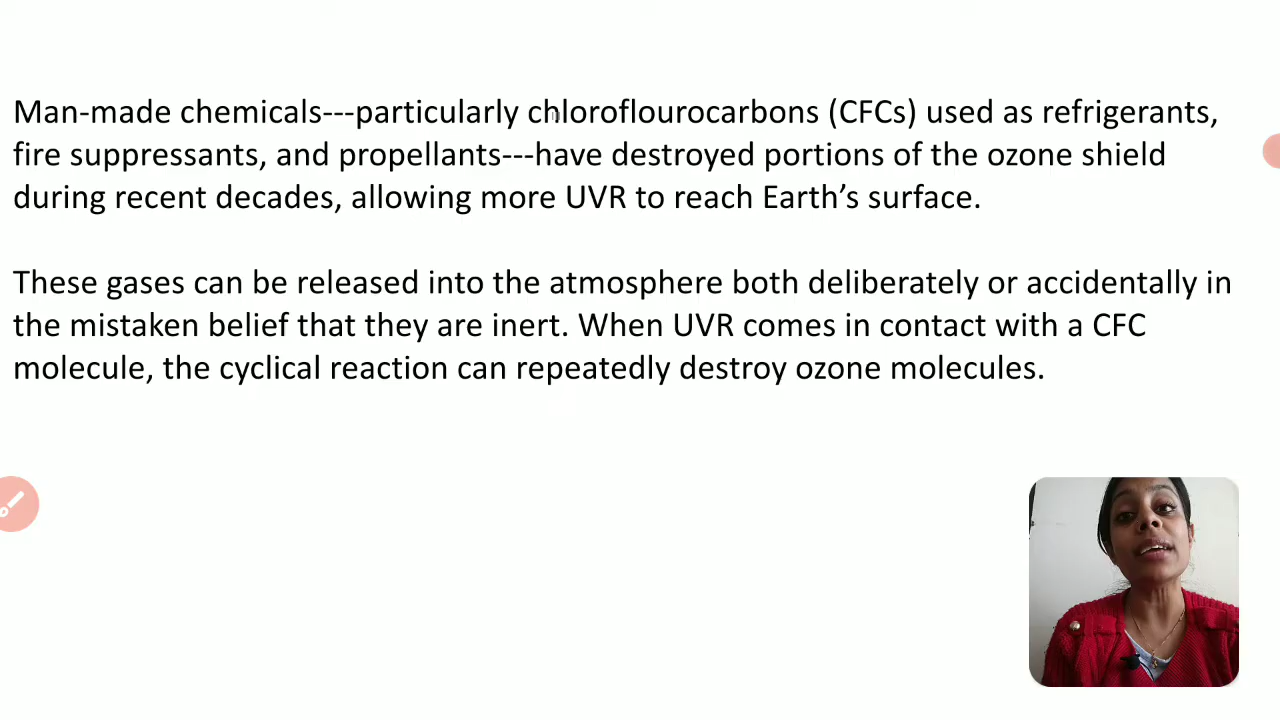 Man-made chemicals---particularly chloroflourocarbons (CFCs) used as refrigerants,
fire suppressants, and propellants---have destroyed portions of the ozone shield
during recent decades, allowing more UVR to reach Earth’s surface.
These gases can be released into the atmosphere both deliberately or accidentally in
the mistaken belief that they are inert. When UVR comes in contact with a CFC
molecule, the cyclical reaction can repeatedly destroy ozone molecules.